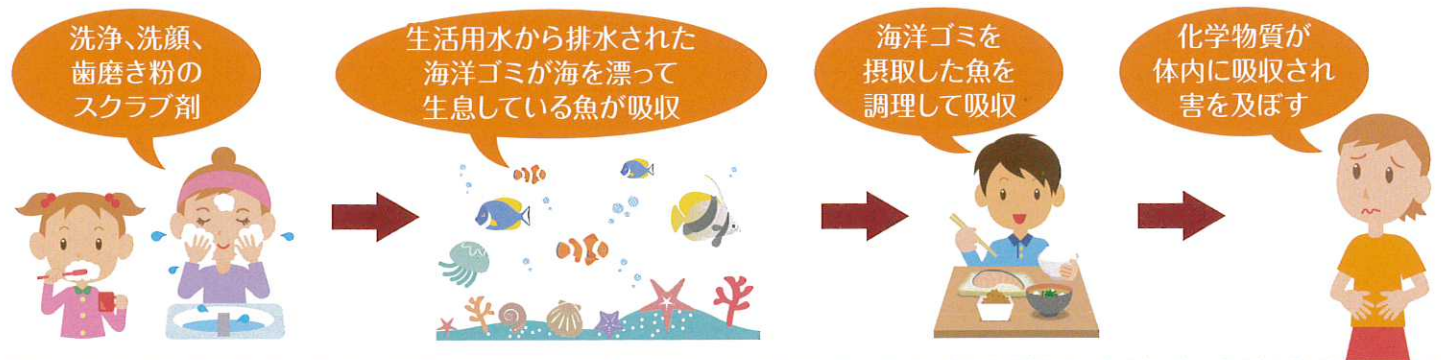 洗浄、洗顔、
歯磨き粉の
スクラブ剤
生活用水から排水された
海洋ゴミが海を漂って
生息している魚が吸収
海洋ゴミを
摂取した魚を
調理して吸収
化学物質が
体内に吸収され
害を及ぼす